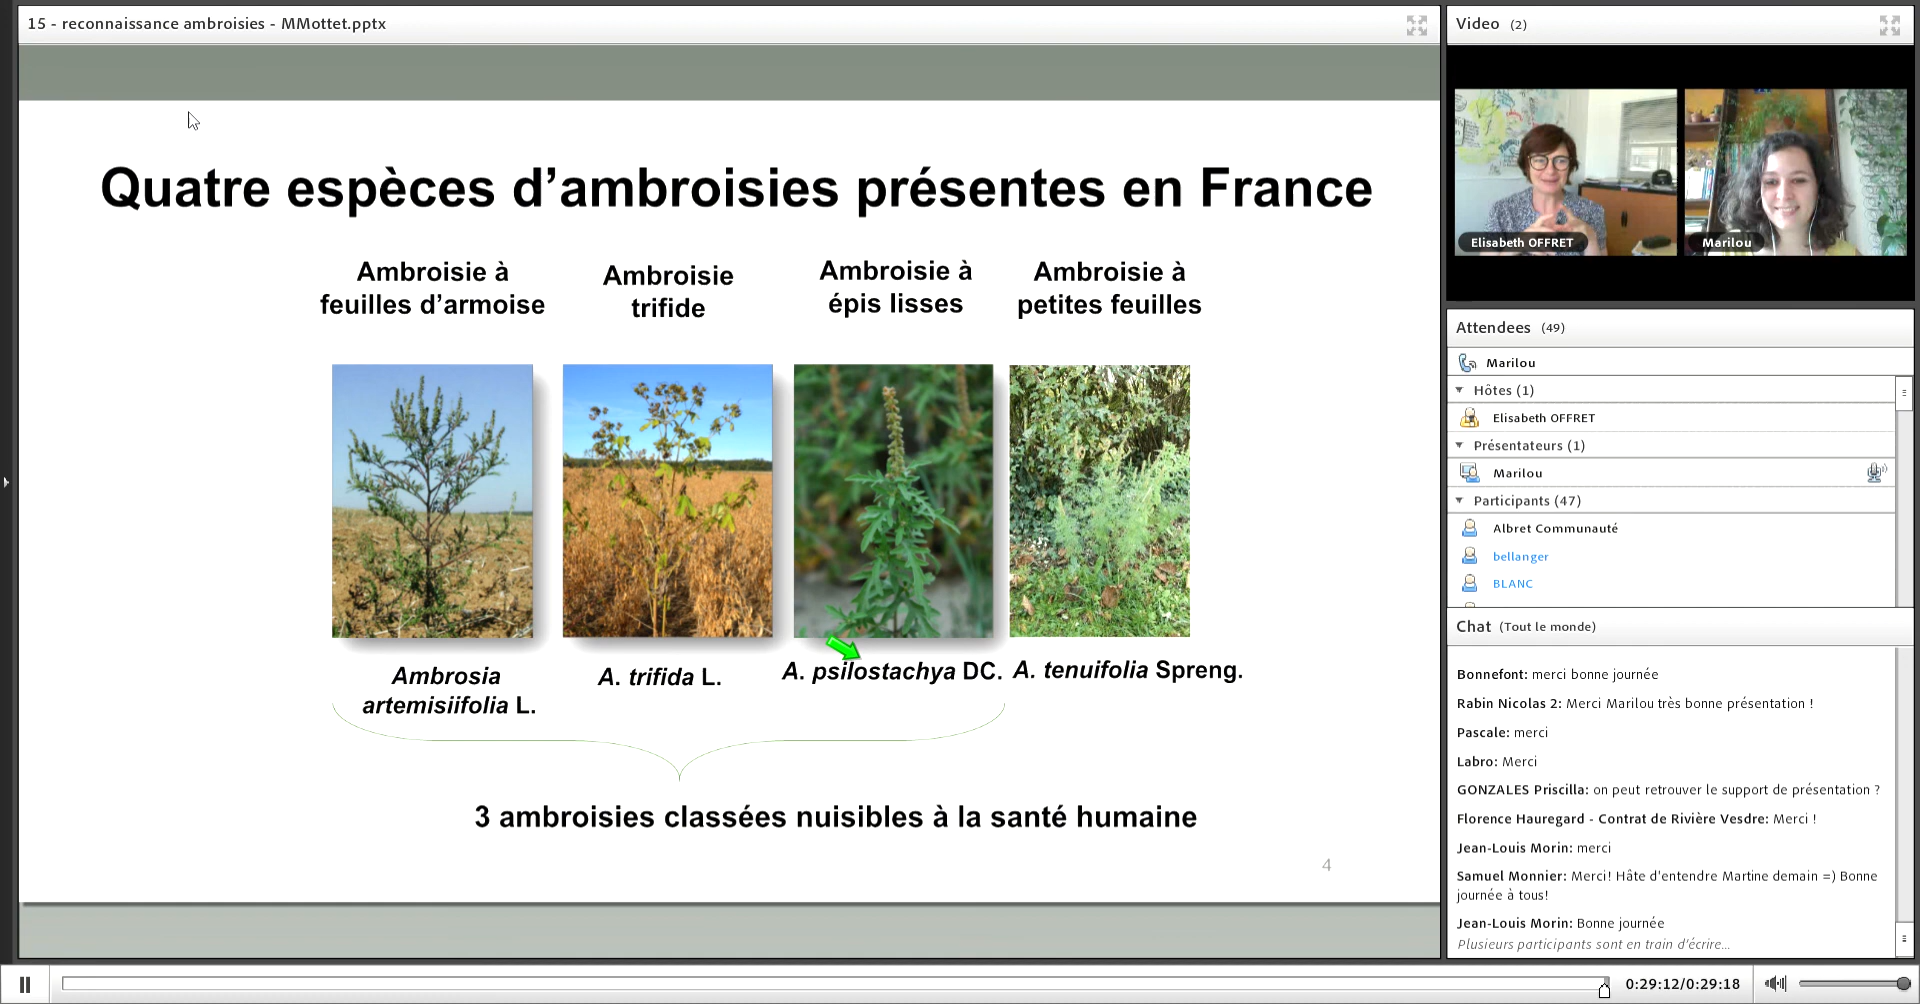 15 - reconnaissance ambroisies - MMottet.pptx
Quatre espèces d’ambroisies présentes en France
Ambroisie à
feuilles d’armoise
Ambroisie
trifide
Ambroisie à
épis lisses
Ambroisie à
petites feuilles
Ambrosia
artemisiifolia L.
A. trifida L.
A. psilostachya DC.
A. tenuifolia Spreng.
3 ambroisies classées nuisibles à la santé humaine
4
Video (2)
Elisabeth OFFRET
Marilou
Attendees (49)
Marilou
Hôtes (1)
Elisabeth OFFRET
Présentateurs (1)
Marilou
Participants (47)
Albret Communauté
bellanger
BLANC
Chat (Tout le monde)
Bonnefont: merci bonne journée
Rabin Nicolas 2: Merci Marilou très bonne présentation !
Pascale: merci
Labro: Merci
GONZALES Priscilla: on peut retrouver le support de présentation ?
Florence Hauregard - Contrat de Rivière Vesdre: Merci !
Jean-Louis Morin: merci
Samuel Monnier: Merci! Hâte d'entendre Martine demain =) Bonne
journée à tous!
Jean-Louis Morin: Bonne journée
Plusieurs participants sont en train d'écrire...
0:29:12/0:29:18